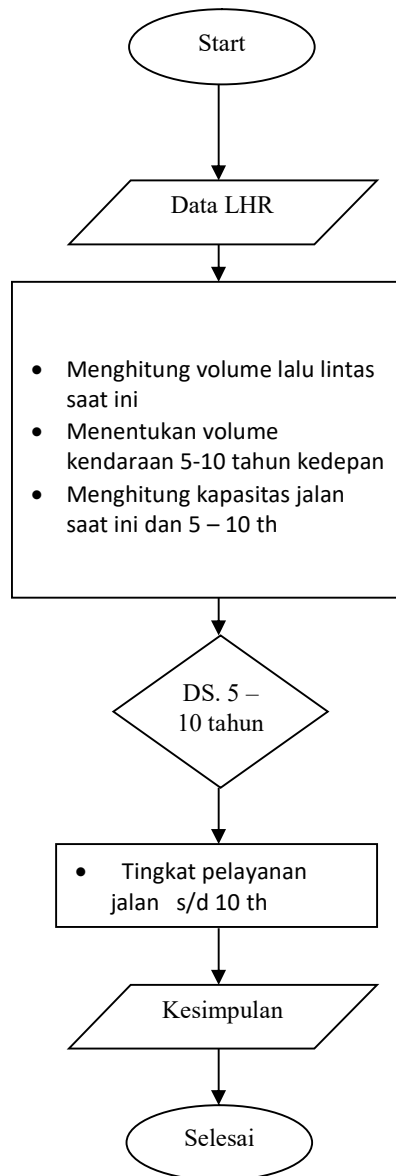 Start
Data LHR
• Menghitung volume lalu lintas
saat ini
• Menentukan volume
kendaraan 5-10 tahun kedepan
• Menghitung kapasitas jalan
saat ini dan 5 – 10 th
DS. 5 –
10 tahun
• Tingkat pelayanan
jalan s/d 10 th
Kesimpulan
Selesai